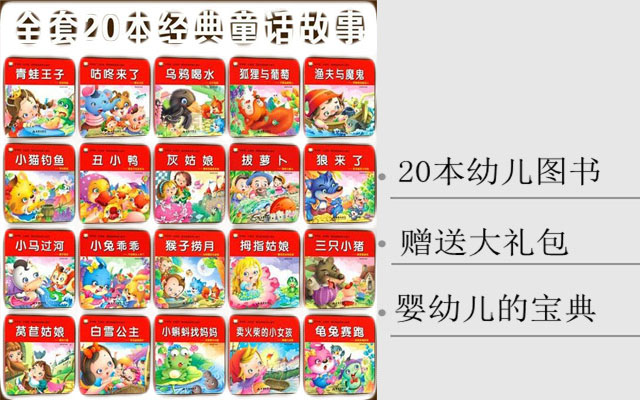 全套20本经典童话故事
青蛙王子
咕咚来了
乌鸦喝水
狐狸与葡萄
渔夫与魔鬼
小猫钓鱼
丑小鸭
灰姑娘
拔萝卜
狼来了
小马过河
小兔乖乖
猴子捞月
拇指姑娘
三只小猪
莴苣姑娘
白雪公主
小蝌蚪找妈妈
卖火柴的小女孩
龟兔赛跑
20本幼儿图书
赠送大礼包
婴幼儿的宝典